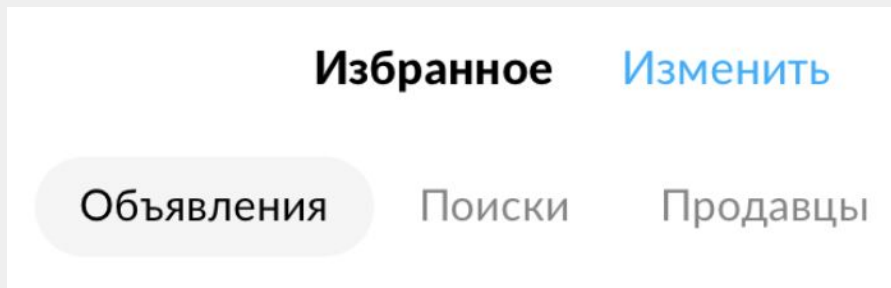 Избранное Изменить
Объявления Поиски Продавцы